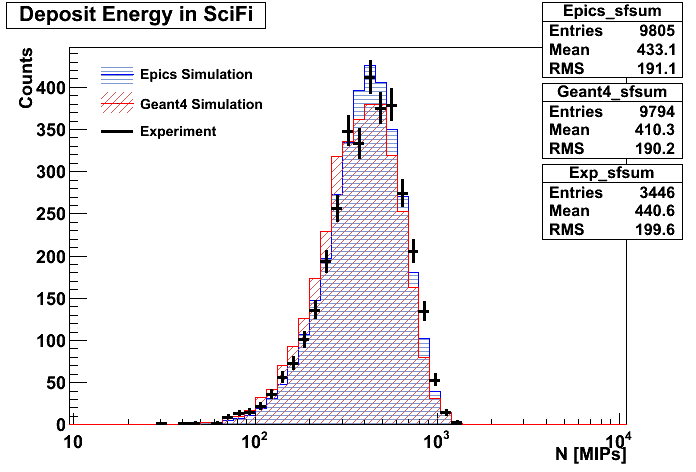 Deposit Energy in SciFi
Epics_sfsum
Entries 9805
Mean 433.1
RMS 191.1
Geant4_sfsum
Entries 9794
Mean 410.3
RMS 190.2
Exp_sfsum
Entries 3446
Mean 440.6
RMS 199.6
Counts
Epics Simulation
Geant4 Simulation
Experiment
400
350
300
250
200
150
100
50
0
10 10² 10³ 10⁴
N [MIPs]